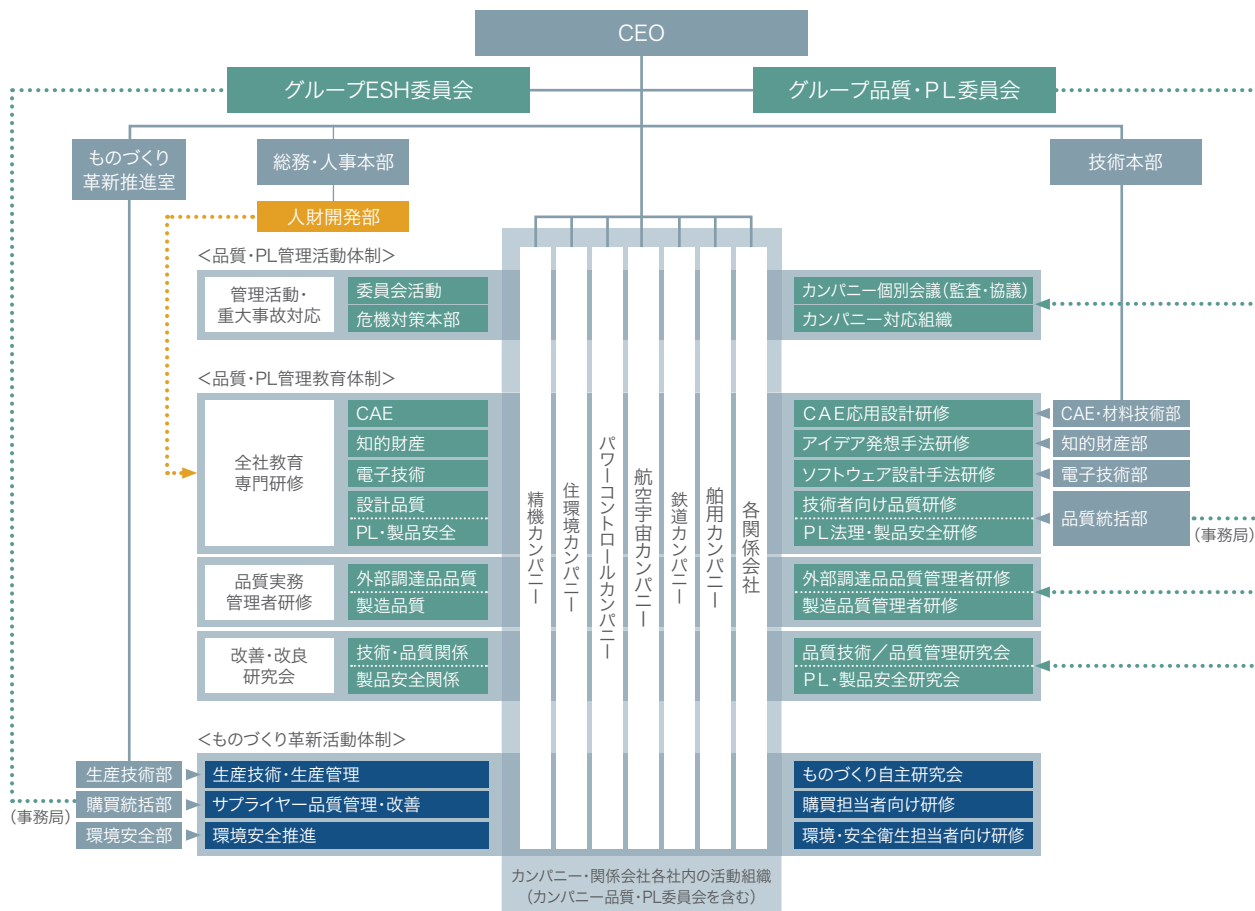 CEO
グループESH委員会
グループ品質・PL委員会
ものづくり
革新推進室
総務・人事本部
技術本部
人財開発部
＜品質・PL管理活動体制＞
管理活動・
重大事故対応
委員会活動
危機対策本部
カンパニー個別会議（監査・協議）
カンパニー対応組織
＜品質・PL管理教育体制＞
全社教育
専門研修
CAE
知的財産
電子技術
設計品質
PL・製品安全
CAE応用設計研修
アイデア発想手法研修
ソフトウェア設計手法研修
技術者向け品質研修
PL法理・製品安全研修
CAE・材料技術部
知的財産部
電子技術部
品質統括部
（事務局）
品質実務
管理者研修
外部調達品品質
製造品質
外部調達品品質管理者研修
製造品質管理者研修
改善・改良
研究会
技術・品質関係
製品安全関係
品質技術／品質管理研究会
PL・製品安全研究会
精機カンパニー
住環境カンパニー
パワーコントロールカンパニー
航空宇宙カンパニー
鉄道カンパニー
舶用カンパニー
各関係会社
＜ものづくり革新活動体制＞
生産技術部
購買統括部
環境安全部
（事務局）
生産技術・生産管理
サプライヤー品質管理・改善
環境安全推進
ものづくり自主研究会
購買担当者向け研修
環境・安全衛生担当者向け研修
カンパニー・関係会社各社内の活動組織
（カンパニー品質・PL委員会を含む）